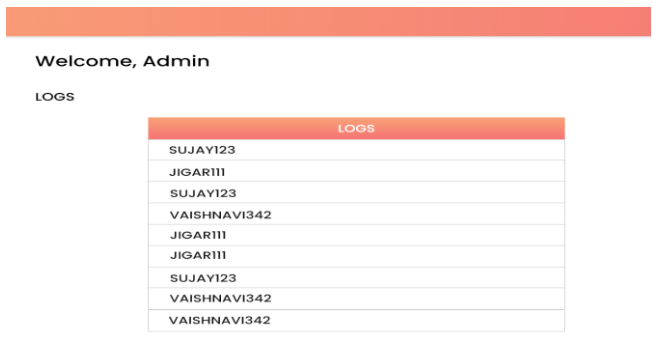 Welcome, Admin
LOGS
LOGS
SUJAY123
JIGAR111
SUJAY123
VAISHNAVI342
JIGAR111
JIGAR111
SUJAY123
VAISHNAVI342
VAISHNAVI342